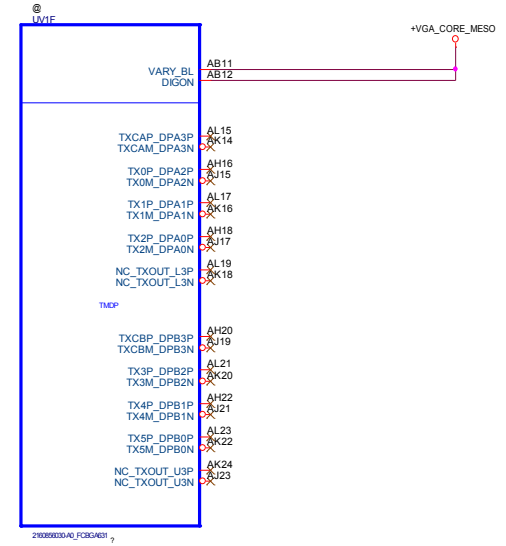 @
UV1F
+VGA_CORE_MESO
VARY_BL AB11
DIGON AB12
TXCAP_DPA3P AL15
TXCAM_DPA3N AK14
TX0P_DPA2P AH16
TX0M_DPA2N AJ15
TX1P_DPA1P AL17
TX1M_DPA1N AK16
TX2P_DPA0P AH18
TX2M_DPA0N AJ17
NC_TXOUT_L3P AL19
NC_TXOUT_L3N AK18
TMDP
TXCBP_DPB3P AH20
TXCBM_DPB3N AJ19
TX3P_DPB2P AL21
TX3M_DPB2N AK20
TX4P_DPB1P AH22
TX4M_DPB1N AJ21
TX5P_DPB0P AL23
TX5M_DPB0N AK22
NC_TXOUT_U3P AK24
NC_TXOUT_U3N AJ23
2160856030-A0_FCBGA631
?